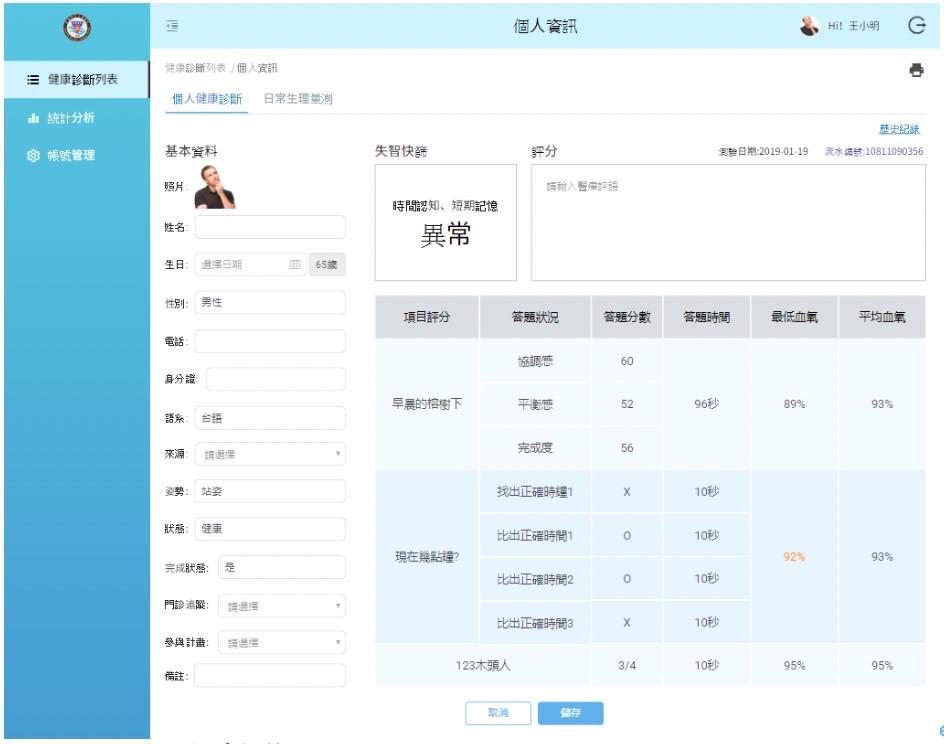 個人資訊
Hi! 王小明
健康診斷列表
統計分析
帳號管理
健康診斷列表 / 個人資訊
個人健康診斷 日常生理量測
歷史紀錄
基本資料
照片:
姓名:
生日: 選擇日期 65歲
性別: 男性
電話:
身分證:
語系: 台語
來源: 請選擇
姿勢: 站姿
狀態: 健康
完成狀態: 是
門診追蹤: 請選擇
參與計畫: 請選擇
備註:
失智快篩
時間認知、短期記憶
異常
評分 測驗日期:2019-01-19 流水編號:10811090356
請輸入醫療評語
項目評分 答題狀況 答題分數 答題時間 最低血氧 平均血氧
協調感 60
早晨的榕樹下 平衡感 52 96秒 89% 93%
完成度 56
找出正確時鐘1 X 10秒
比出正確時間1 O 10秒
現在幾點鐘? 92% 93%
比出正確時間2 O 10秒
比出正確時間3 X 10秒
123木頭人 3/4 10秒 95% 95%
取消 儲存